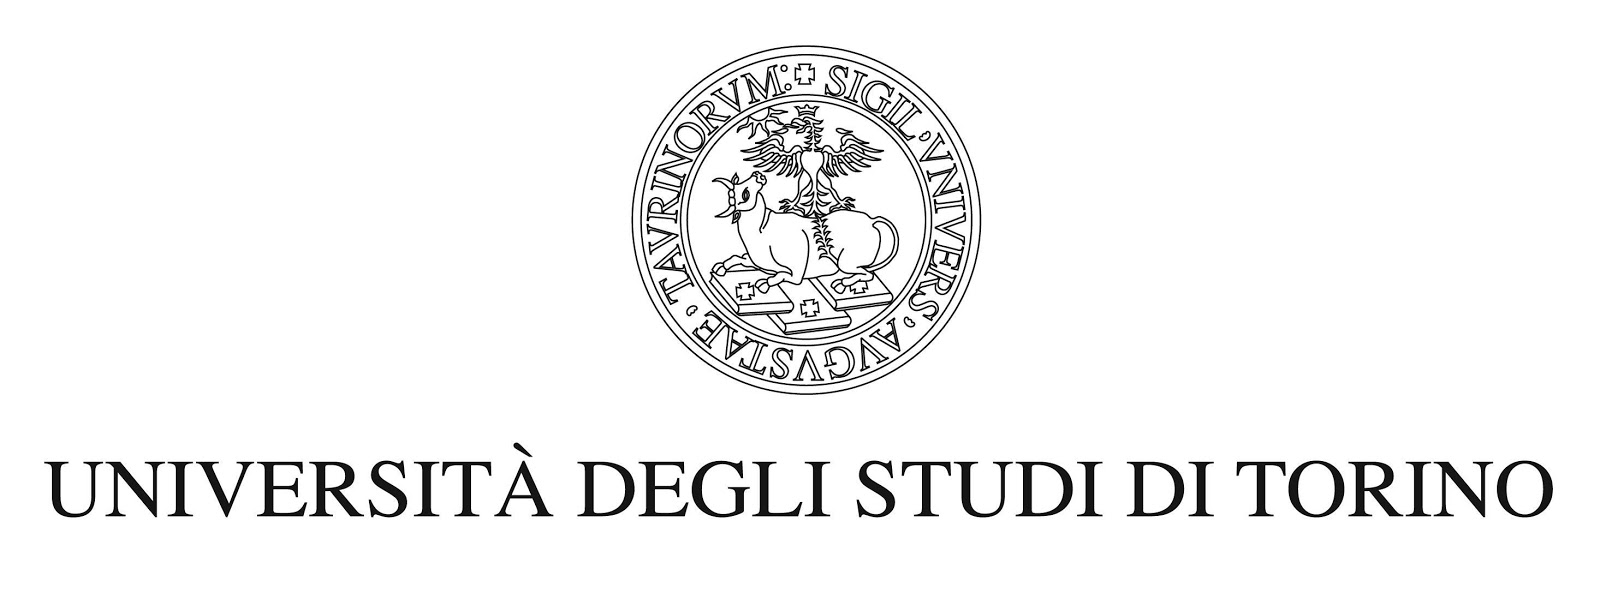 SIGIL · VNIVERS · AVGVSTAE · TAVRINORVM:
UNIVERSITÀ DEGLI STUDI DI TORINO